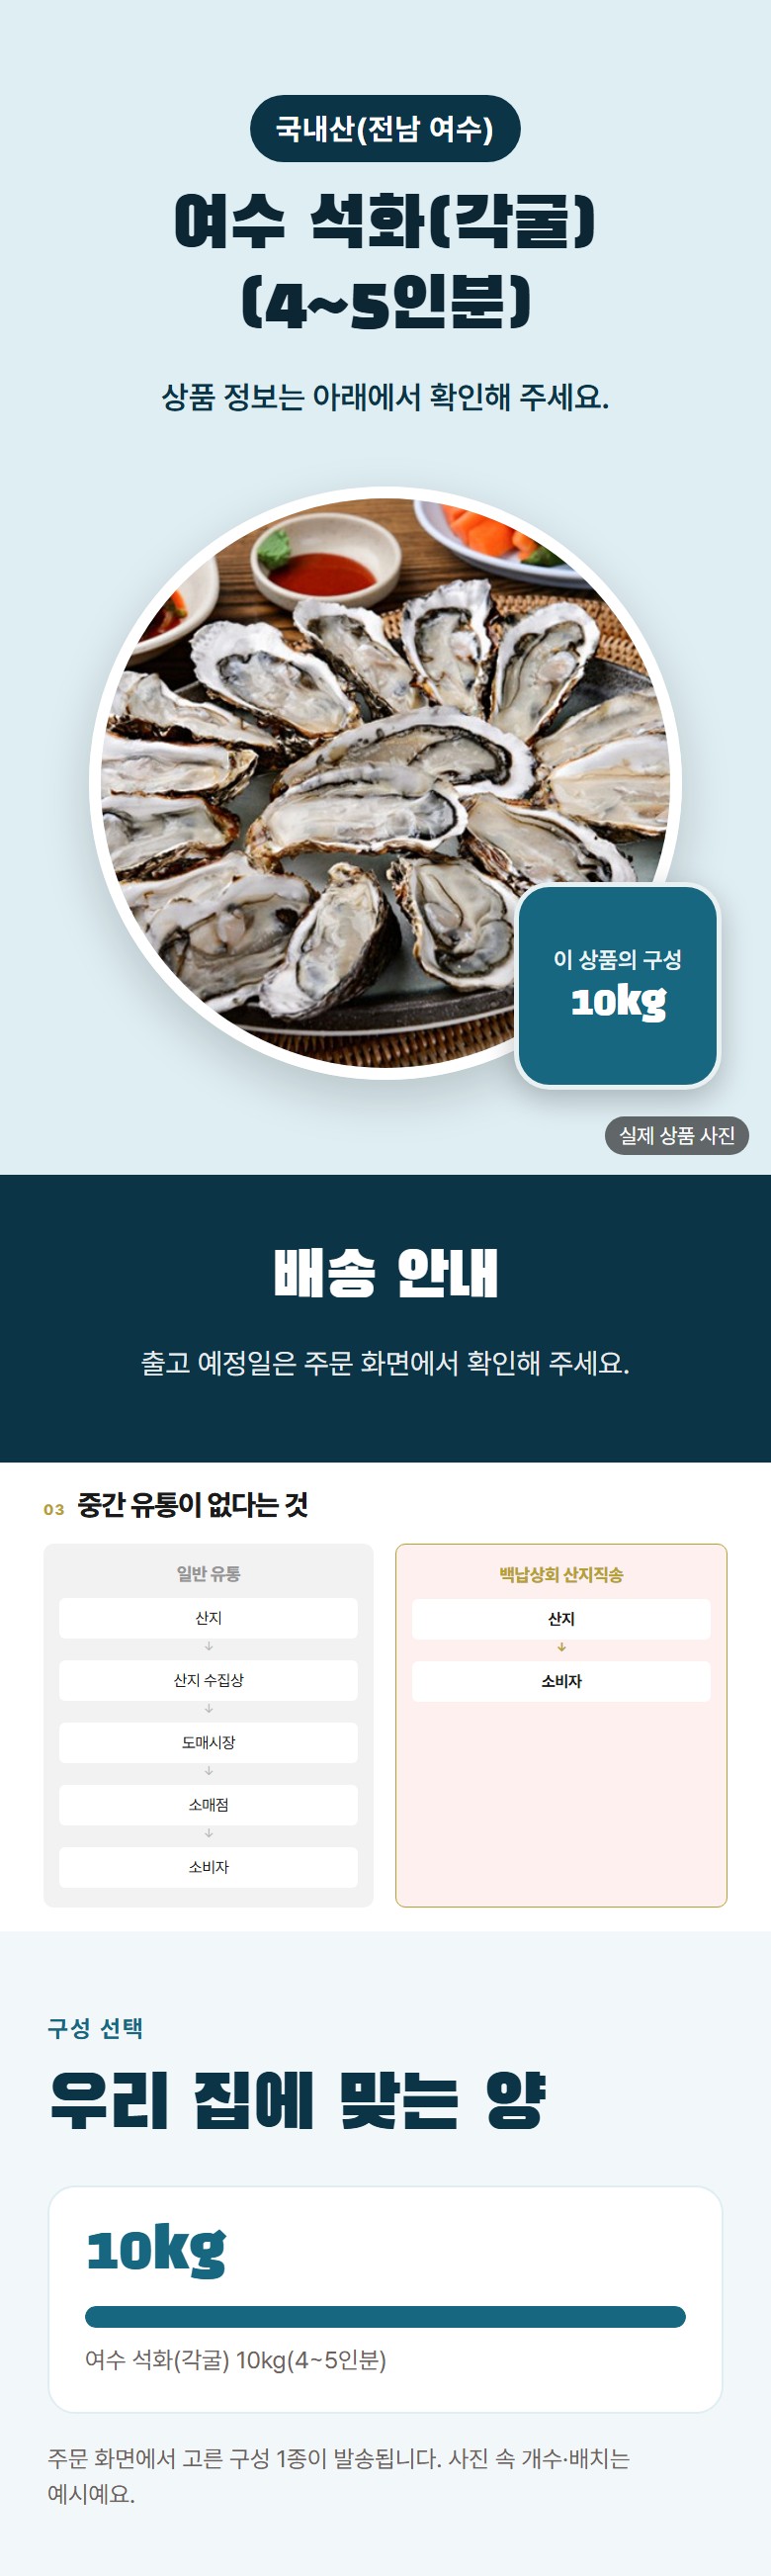 국내산(전남 여수)
여수 석화(각굴)
(4~5인분)
상품 정보는 아래에서 확인해 주세요.
이 상품의 구성
10kg
실제 상품 사진
배송 안내
출고 예정일은 주문 화면에서 확인해 주세요.
03 중간 유통이 없다는 것
일반 유통
산지
↓
산지 수집상
↓
도매시장
↓
소매점
↓
소비자
백납상회 산지직송
산지
↓
소비자
구성 선택
우리 집에 맞는 양
10kg
여수 석화(각굴) 10kg(4~5인분)
주문 화면에서 고른 구성 1종이 발송됩니다. 사진 속 개수·배치는
예시예요.